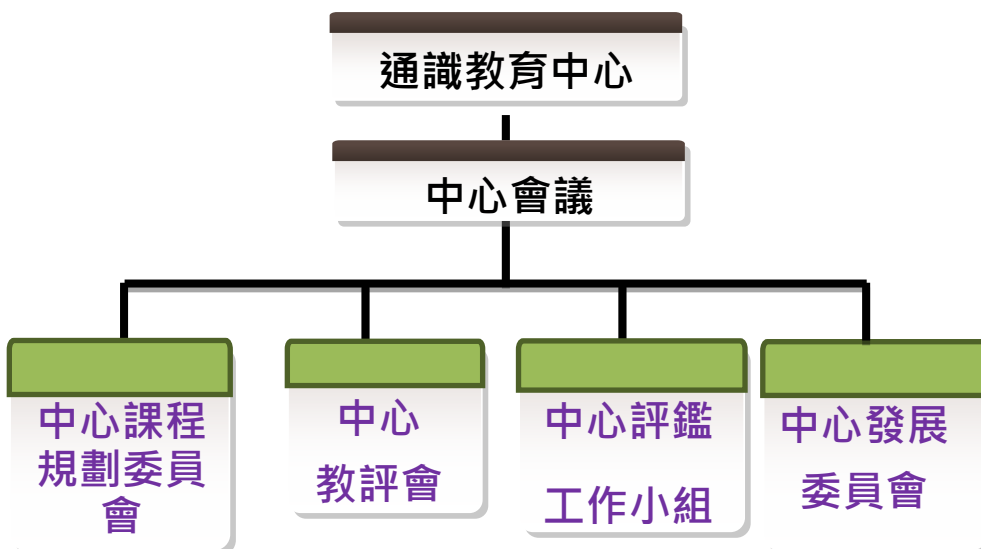 通識教育中心
中心會議
中心課程
規劃委員
會
中心
教評會
中心評鑑
工作小組
中心發展
委員會